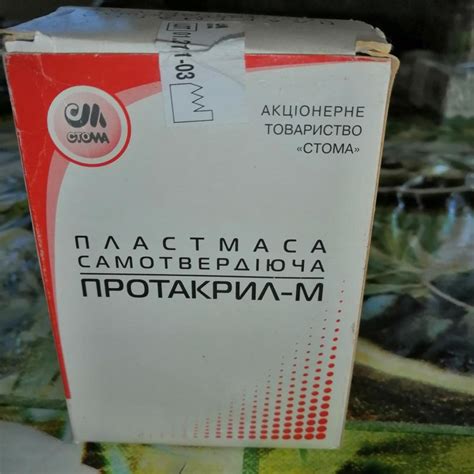 СТОМА
АКЦІОНЕРНЕ
ТОВАРИСТВО
«СТОМА»
ПЛАСТМАСА
САМОТВЕРДІЮЧА
ПРОТАКРИЛ-М